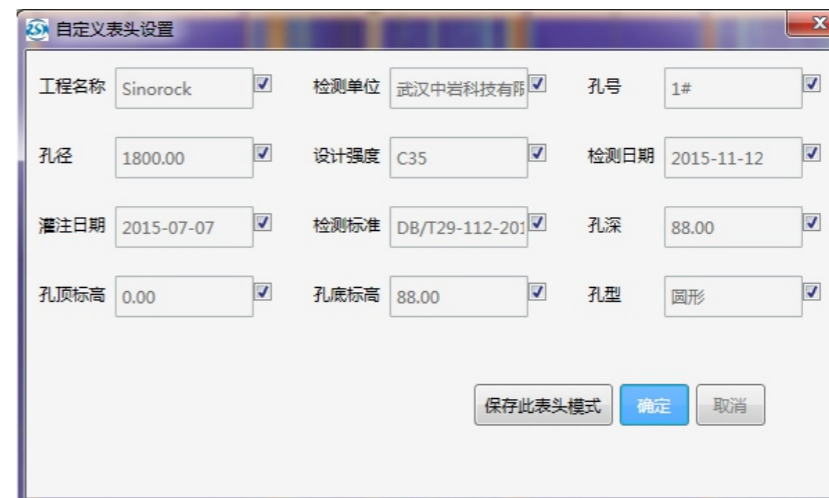 自定义表头设置
工程名称 Sinorock 检测单位 武汉中岩科技有限 孔号 1#
孔径 1800.00 设计强度 C35 检测日期 2015-11-12
灌注日期 2015-07-07 检测标准 DB/T29-112-201 孔深 88.00
孔顶标高 0.00 孔底标高 88.00 孔型 圆形
保存此表头模式 确定 取消